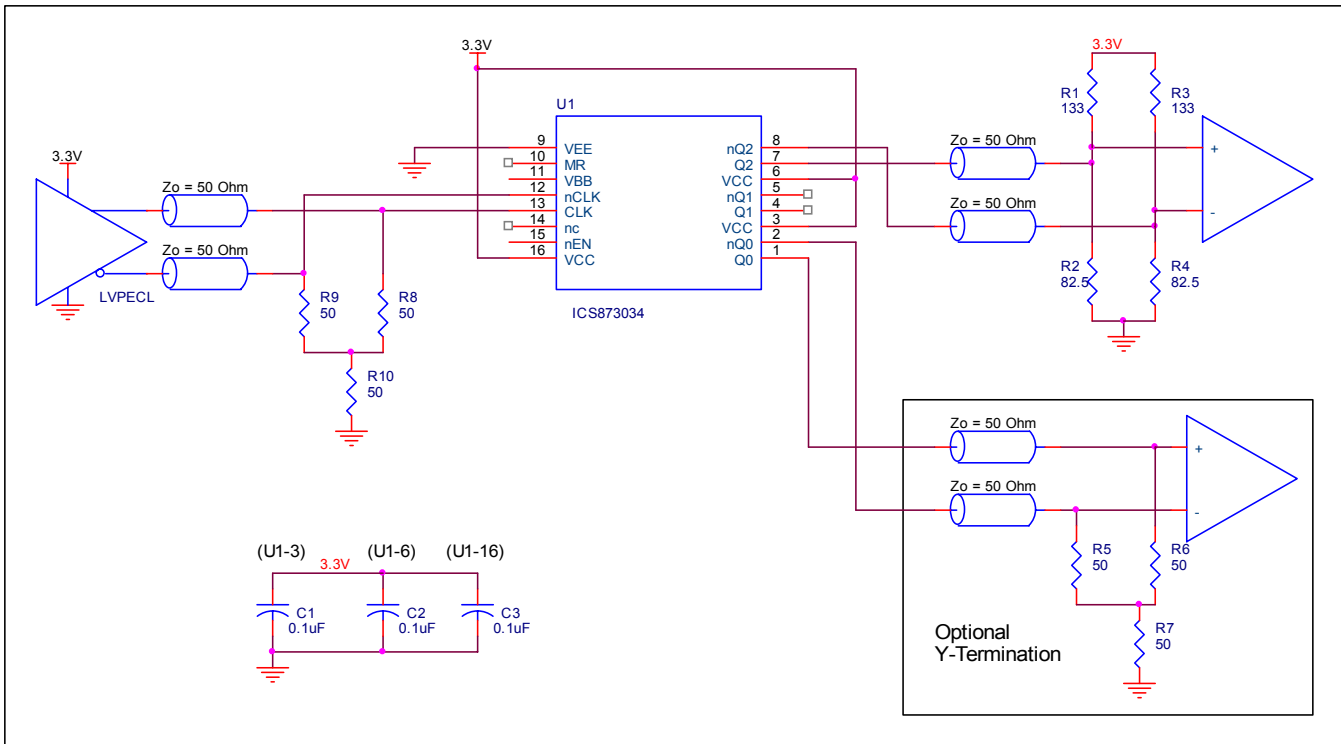 3.3V
LVPECL
Zo = 50 Ohm
Zo = 50 Ohm
R9
50
R8
50
R10
50
3.3V
U1
9
10
11
12
13
14
15
16
VEE
MR
VBB
nCLK
CLK
nc
nEN
VCC
nQ2
Q2
VCC
nQ1
Q1
VCC
nQ0
Q0
8
7
6
5
4
3
2
1
ICS873034
Zo = 50 Ohm
Zo = 50 Ohm
3.3V
R1
133
R3
133
R2
82.5
R4
82.5
+
-
Zo = 50 Ohm
Zo = 50 Ohm
+
-
R5
50
R6
50
R7
50
Optional
Y-Termination
(U1-3)
(U1-6)
(U1-16)
3.3V
C1
0.1uF
C2
0.1uF
C3
0.1uF